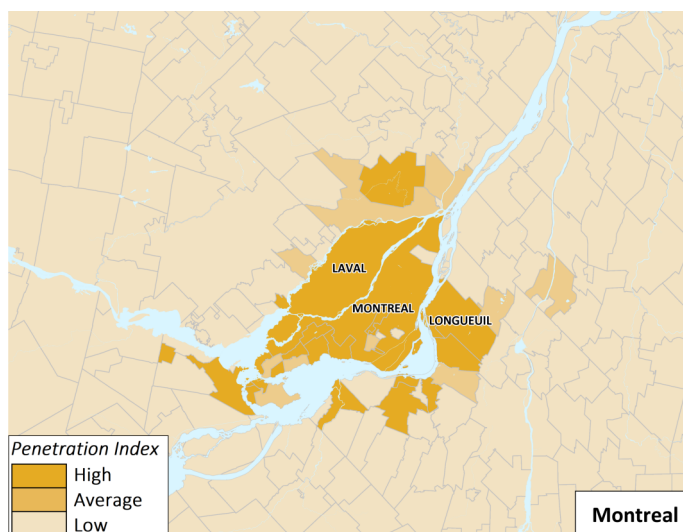 LAVAL
MONTREAL
LONGUEUIL
Penetration Index
High
Average
Low
Montreal